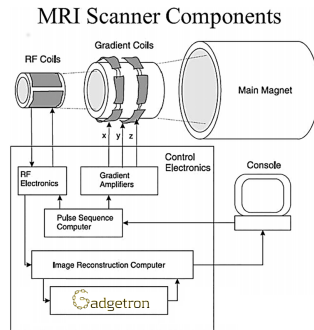 MRI Scanner Components
Gradient Coils
RF Coils
Main Magnet
x
y
z
Control
Electronics
RF
Electronics
Gradient
Amplifiers
Console
Pulse Sequence
Computer
Image Reconstruction Computer
Gadgetron